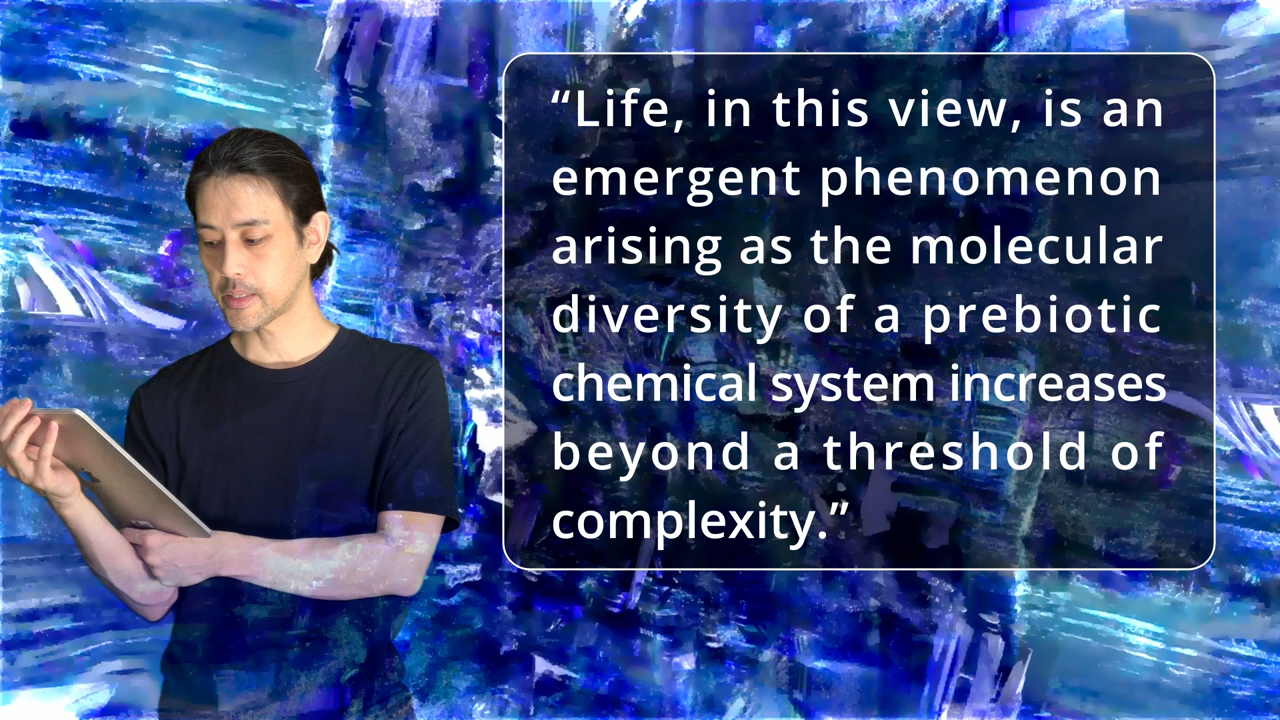 “Life, in this view, is an
emergent phenomenon
arising as the molecular
diversity of a prebiotic
chemical system increases
beyond a threshold of
complexity.”